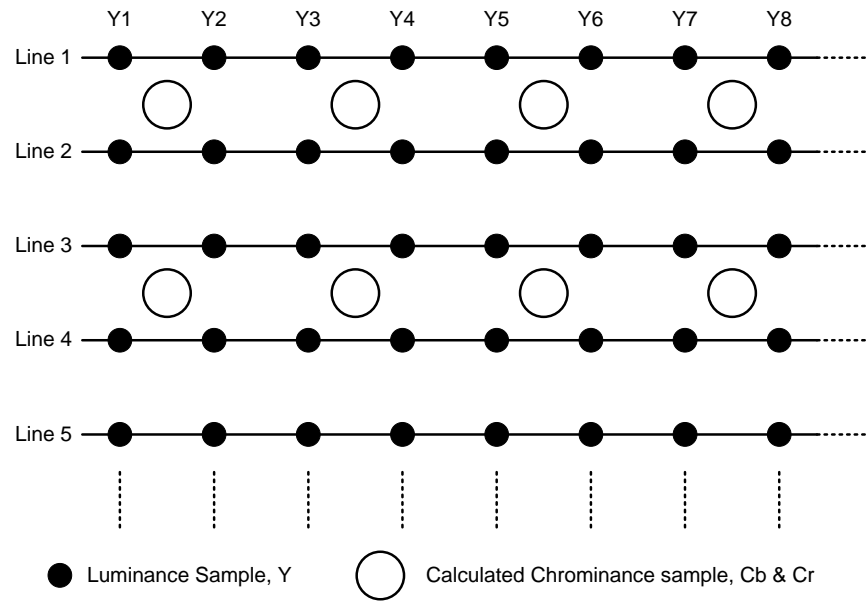 Y1 Y2 Y3 Y4 Y5 Y6 Y7 Y8
Line 1
Line 2
Line 3
Line 4
Line 5
Luminance Sample, Y Calculated Chrominance sample, Cb & Cr